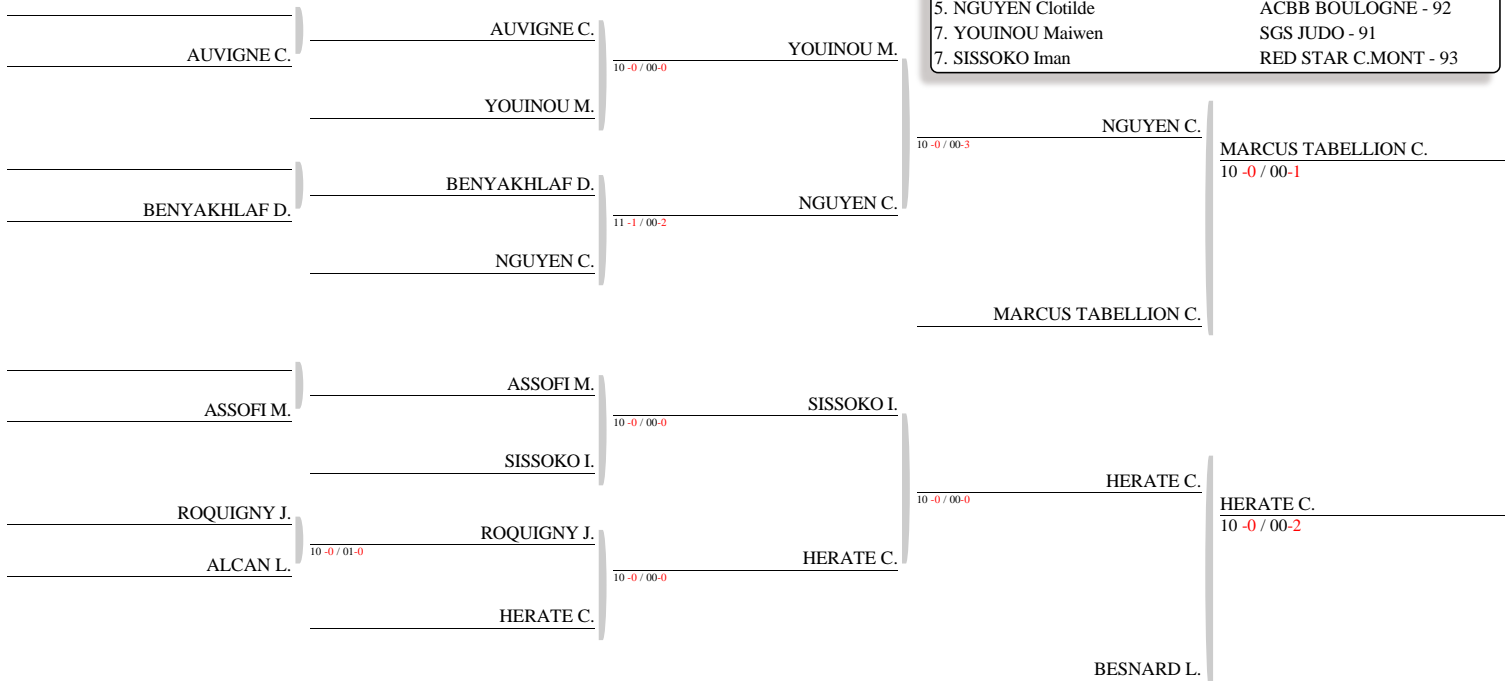 5. NGUYEN Clotilde ACBB BOULOGNE - 92
7. YOUINOU Maiwen SGS JUDO - 91
7. SISSOKO Iman RED STAR C.MONT - 93
AUVIGNE C.
AUVIGNE C.
YOUINOU M.
10 -0 / 00-0
YOUINOU M.
NGUYEN C.
10 -0 / 00-3
MARCUS TABELLION C.
10 -0 / 00-1
BENYAKHLAF D.
BENYAKHLAF D.
NGUYEN C.
11 -1 / 00-2
NGUYEN C.
MARCUS TABELLION C.
ASSOFI M.
ASSOFI M.
SISSOKO I.
10 -0 / 00-0
SISSOKO I.
HERATE C.
10 -0 / 00-0
HERATE C.
10 -0 / 00-2
ROQUIGNY J.
ROQUIGNY J.
10 -0 / 01-0
ALCAN L.
HERATE C.
10 -0 / 00-0
HERATE C.
BESNARD L.